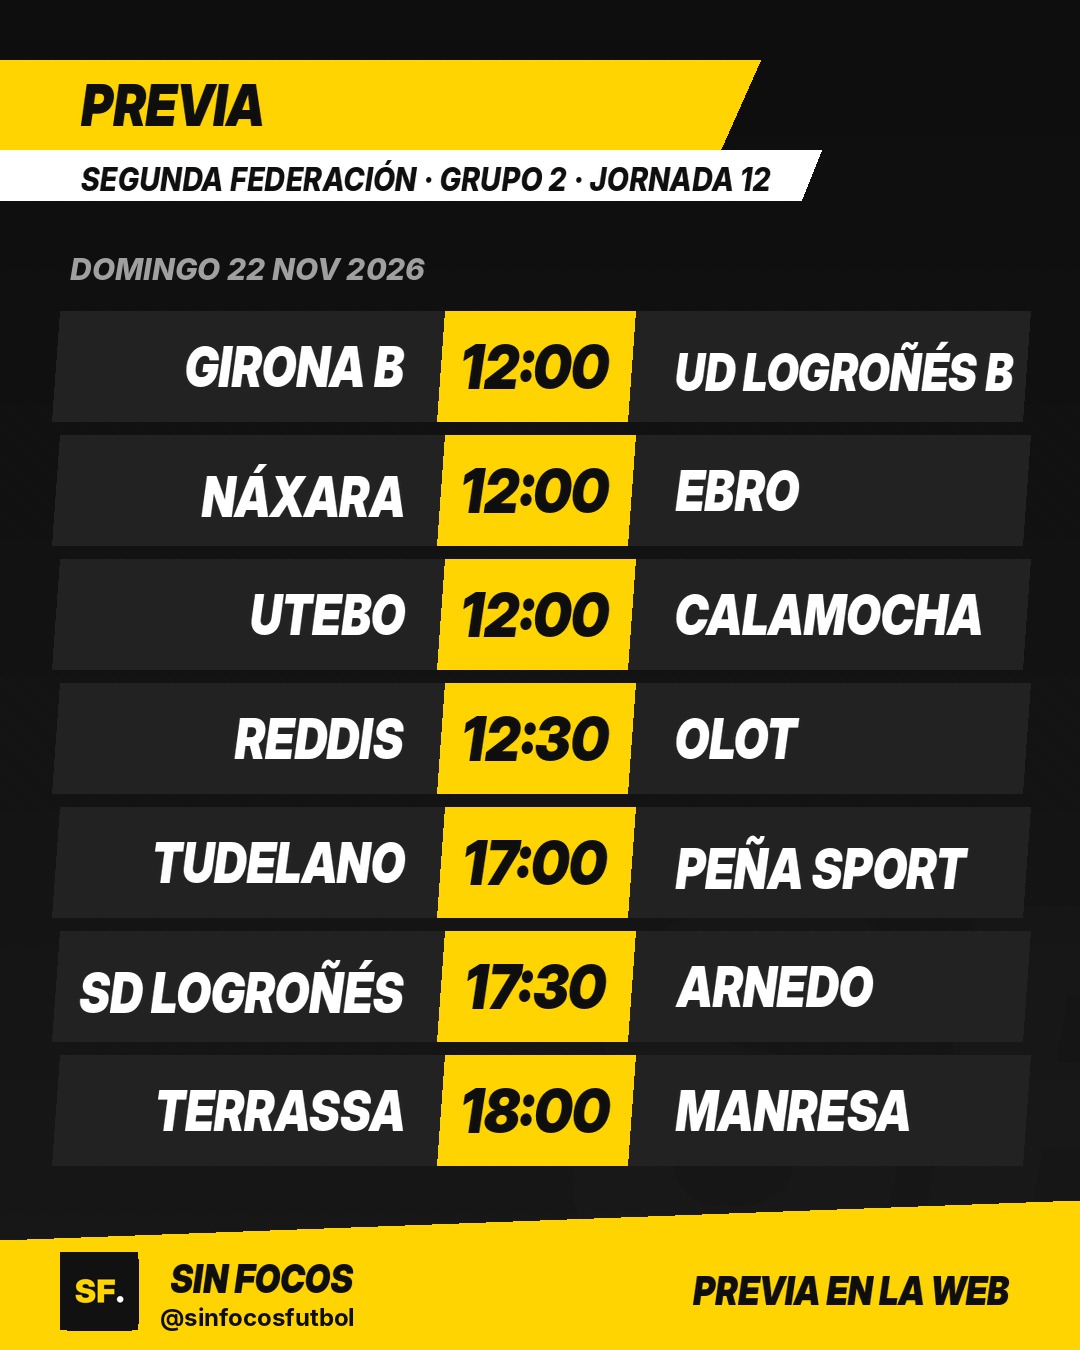 PREVIA
SEGUNDA FEDERACIÓN · GRUPO 2 · JORNADA 12
DOMINGO 22 NOV 2026
GIRONA B 12:00 UD LOGROÑÉS B
NÁXARA 12:00 EBRO
UTEBO 12:00 CALAMOCHA
REDDIS 12:30 OLOT
TUDELANO 17:00 PEÑA SPORT
SD LOGROÑÉS 17:30 ARNEDO
TERRASSA 18:00 MANRESA
SF.
SIN FOCOS
@sinfocosfutbol
PREVIA EN LA WEB